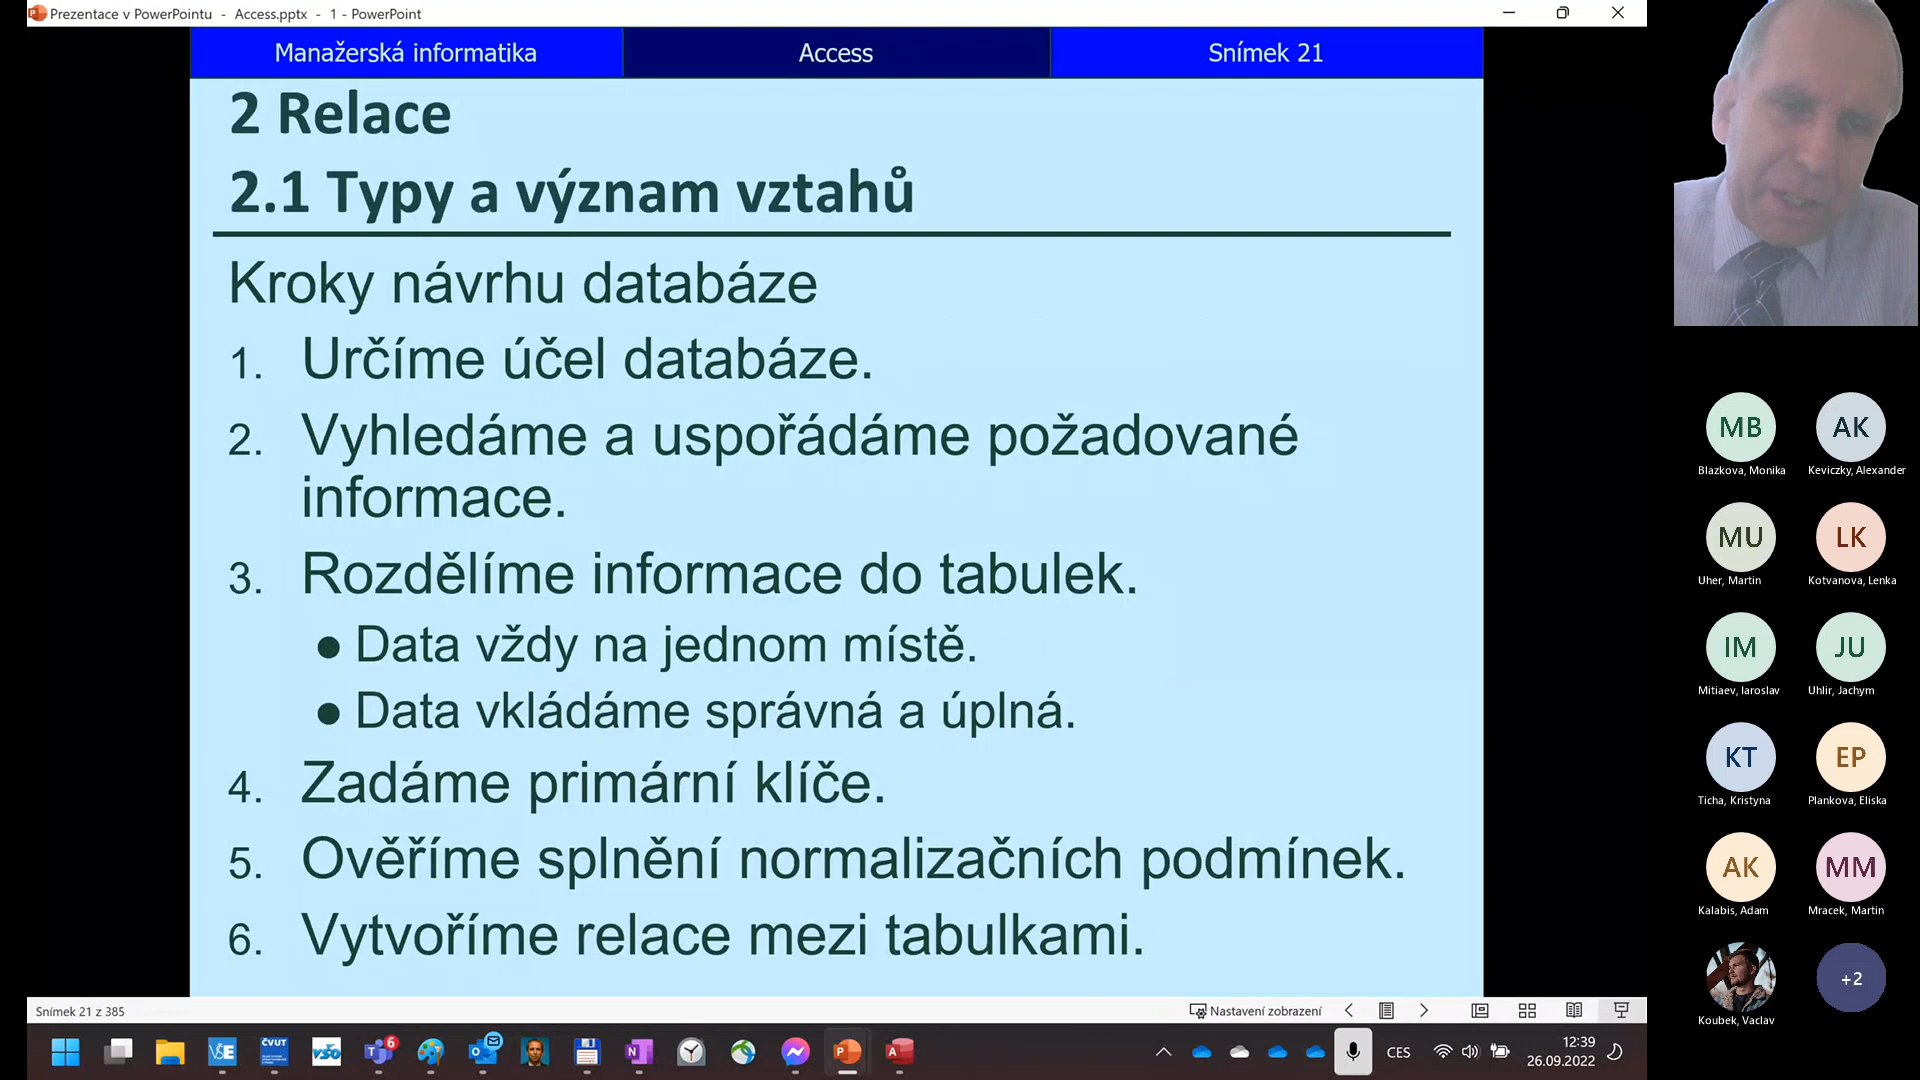 Prezentace v PowerPointu - Access.pptx - 1 - PowerPoint
Manažerská informatika
Access
Snímek 21
2 Relace
2.1 Typy a význam vztahů
Kroky návrhu databáze
1. Určíme účel databáze.
2. Vyhledáme a uspořádáme požadované
informace.
3. Rozdělíme informace do tabulek.
● Data vždy na jednom místě.
● Data vkládáme správná a úplná.
4. Zadáme primární klíče.
5. Ověříme splnění normalizačních podmínek.
6. Vytvoříme relace mezi tabulkami.
MB
Blazkova, Monika
AK
Keviczky, Alexander
MU
Uher, Martin
LK
Kotvanova, Lenka
IM
Mitiaev, Iaroslav
JU
Uhlir, Jachym
KT
Ticha, Kristyna
EP
Plankova, Eliska
AK
Kalabis, Adam
MM
Mracek, Martin
Koubek, Vaclav
+2
Snímek 21 z 385
Nastavení zobrazení
VŠE
ČVUT
VŠO
6
CES
12:39
26.09.2022